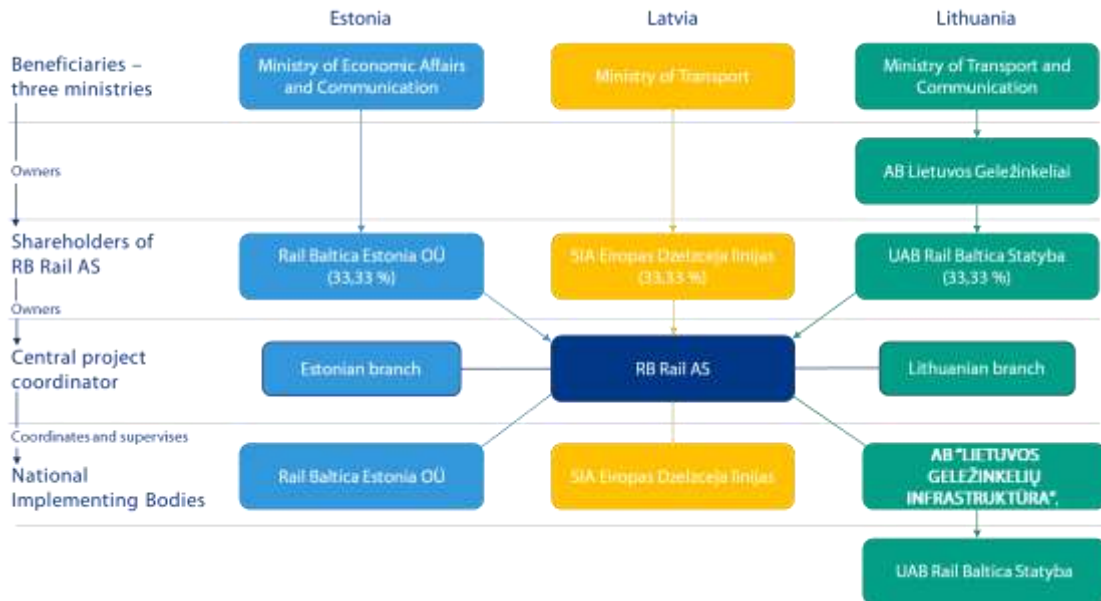 Estonia
Latvia
Lithuania
Beneficiaries –
three ministries
Ministry of Economic Affairs
and Communication
Ministry of Transport
Ministry of Transport and
Communication
Owners
AB Lietuvos Geležinkeliai
Shareholders of
RB Rail AS
Rail Baltica Estonia OÜ
(33,33 %)
SIA Eiropas Dzelzceļa līnijas
(33,33 %)
UAB Rail Baltica Statyba
(33,33 %)
Owners
Central project
coordinator
Estonian branch
RB Rail AS
Lithuanian branch
Coordinates and supervises
National
Implementing Bodies
Rail Baltica Estonia OÜ
SIA Eiropas Dzelzceļa līnijas
AB "LIETUVOS
GELEŽINKELIŲ
INFRASTRUKTŪRA".
UAB Rail Baltica Statyba